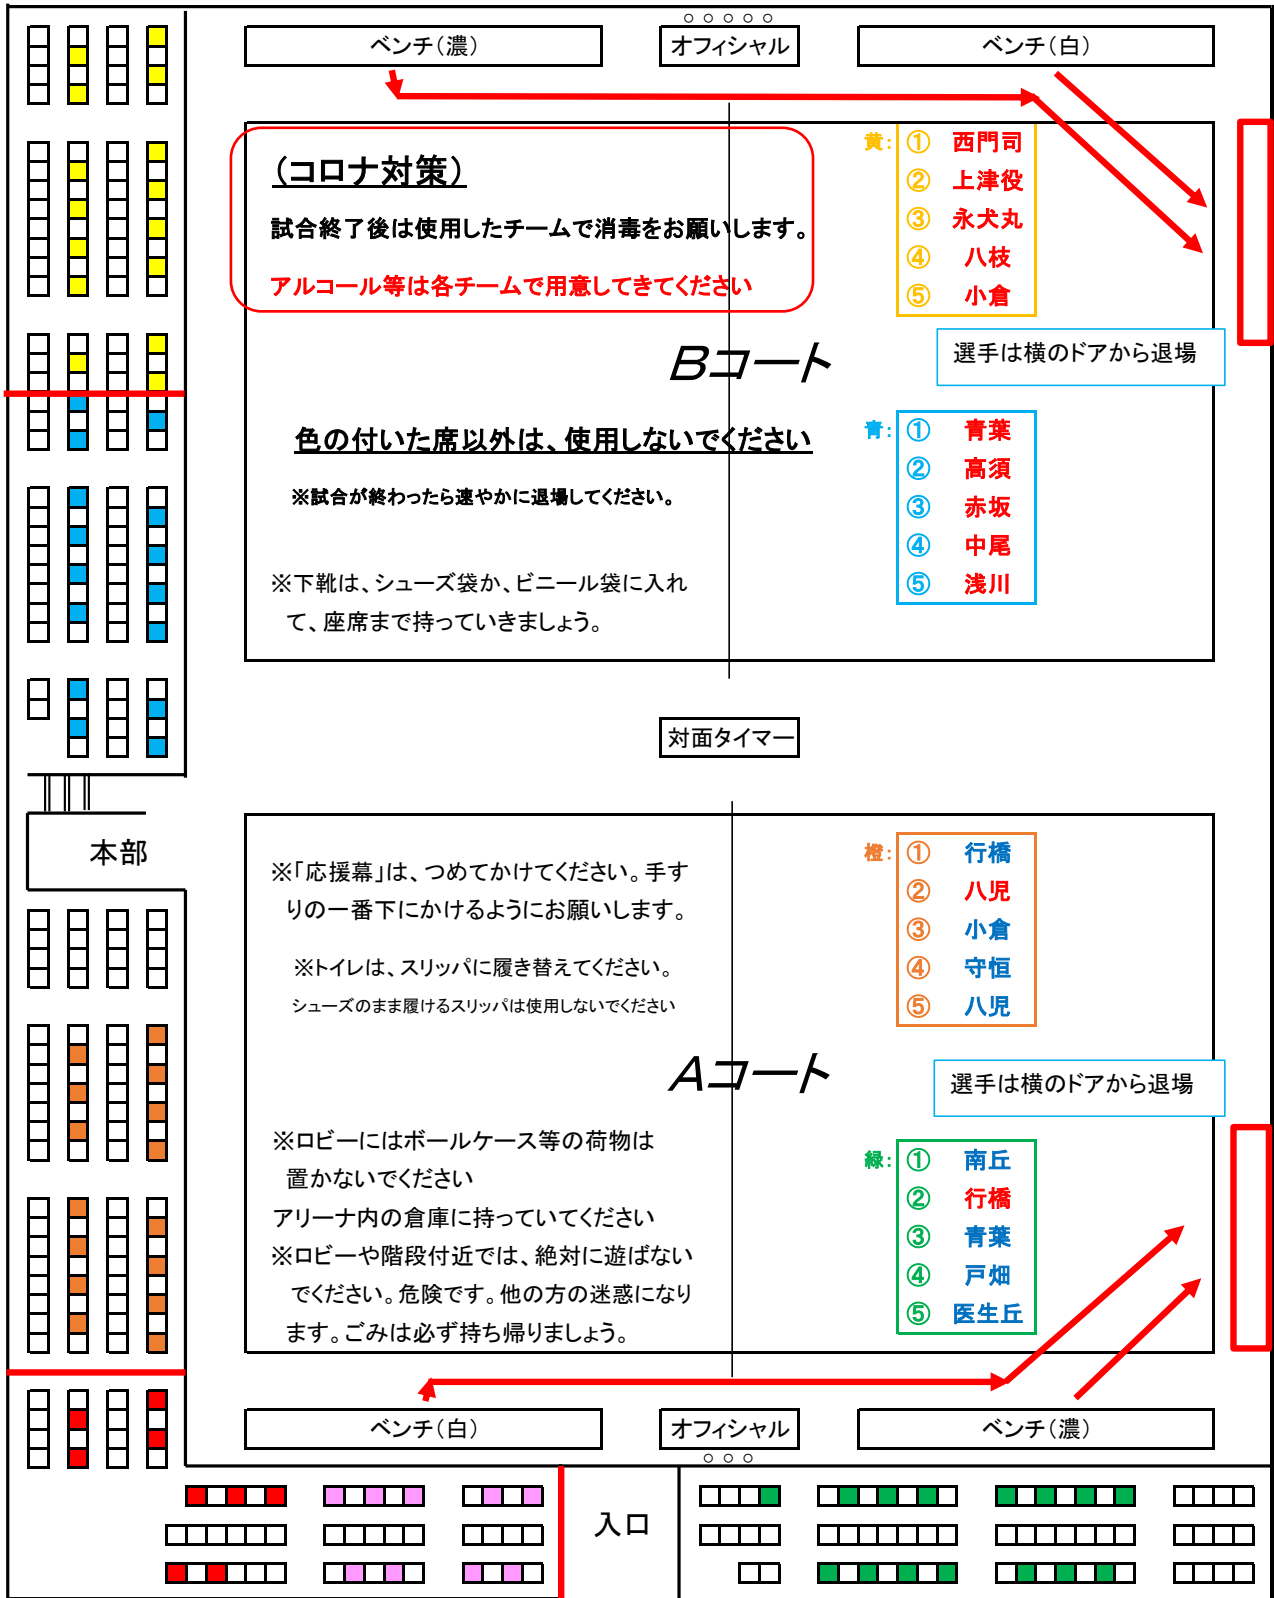 ベンチ（濃）
オフィシャル
ベンチ（白）
（コロナ対策）
試合終了後は使用したチームで消毒をお願いします。
アルコール等は各チームで用意してきてください
黄：
① 西門司
② 上津役
③ 永犬丸
④ 八枝
⑤ 小倉
Bコート
選手は横のドアから退場
色の付いた席以外は、使用しないでください
※試合が終わったら速やかに退場してください。
青：
① 青葉
② 高須
③ 赤坂
④ 中尾
⑤ 浅川
※下靴は、シューズ袋か、ビニール袋に入れ
て、座席まで持っていきましょう。
対面タイマー
本部
※「応援幕」は、つめてかけてください。手す
りの一番下にかけるようにお願いします。
※トイレは、スリッパに履き替えてください。
シューズのまま履けるスリッパは使用しないでください
橙：
① 行橋
② 八児
③ 小倉
④ 守恒
⑤ 八児
Aコート
選手は横のドアから退場
※ロビーにはボールケース等の荷物は
置かないでください
アリーナ内の倉庫に持っていてください
※ロビーや階段付近では、絶対に遊ばない
でください。危険です。他の方の迷惑になり
ます。ごみは必ず持ち帰りましょう。
緑：
① 南丘
② 行橋
③ 青葉
④ 戸畑
⑤ 医生丘
ベンチ（白）
オフィシャル
ベンチ（濃）
入口